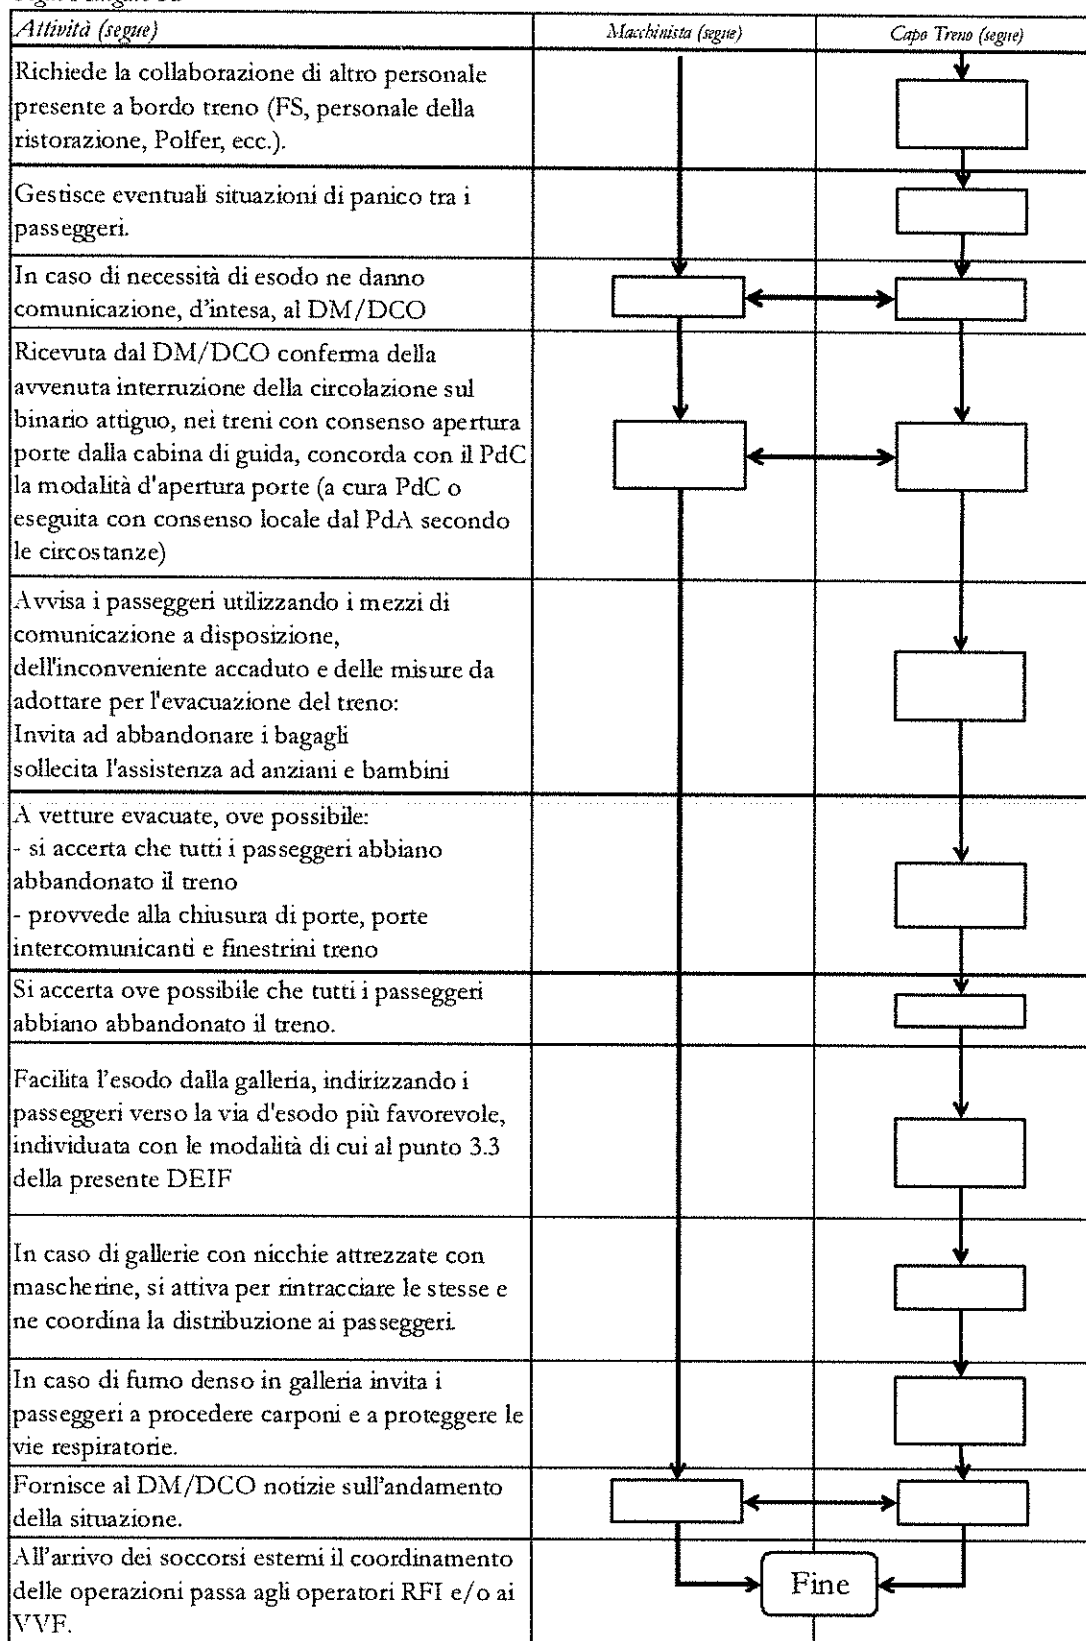 Attività (segue)
Macchinista (segue)
Capo Treno (segue)
Richiede la collaborazione di altro personale
presente a bordo treno (FS, personale della
ristorazione, Polfer, ecc.).
Gestisce eventuali situazioni di panico tra i
passeggeri.
In caso di necessità di esodo ne danno
comunicazione, d'intesa, al DM/DCO
Ricevuta dal DM/DCO conferma della
avvenuta interruzione della circolazione sul
binario attiguo, nei treni con consenso apertura
porte dalla cabina di guida, concorda con il PdC
la modalità d'apertura porte (a cura PdC o
eseguita con consenso locale dal PdA secondo
le circostanze)
Avvisa i passeggeri utilizzando i mezzi di
comunicazione a disposizione,
dell'inconveniente accaduto e delle misure da
adottare per l'evacuazione del treno:
Invita ad abbandonare i bagagli
sollecita l'assistenza ad anziani e bambini
A vetture evacuate, ove possibile:
- si accerta che tutti i passeggeri abbiano
abbandonato il treno
- provvede alla chiusura di porte, porte
intercomunicanti e finestrini treno
Si accerta ove possibile che tutti i passeggeri
abbiano abbandonato il treno.
Facilita l'esodo dalla galleria, indirizzando i
passeggeri verso la via d'esodo più favorevole,
individuata con le modalità di cui al punto 3.3
della presente DEIF
In caso di gallerie con nicchie attrezzate con
mascherine, si attiva per rintracciare le stesse e
ne coordina la distribuzione ai passeggeri.
In caso di fumo denso in galleria invita i
passeggeri a procedere carponi e a proteggere le
vie respiratorie.
Fornisce al DM/DCO notizie sull'andamento
della situazione.
All'arrivo dei soccorsi esterni il coordinamento
delle operazioni passa agli operatori RFI e/o ai
VVF.
Fine